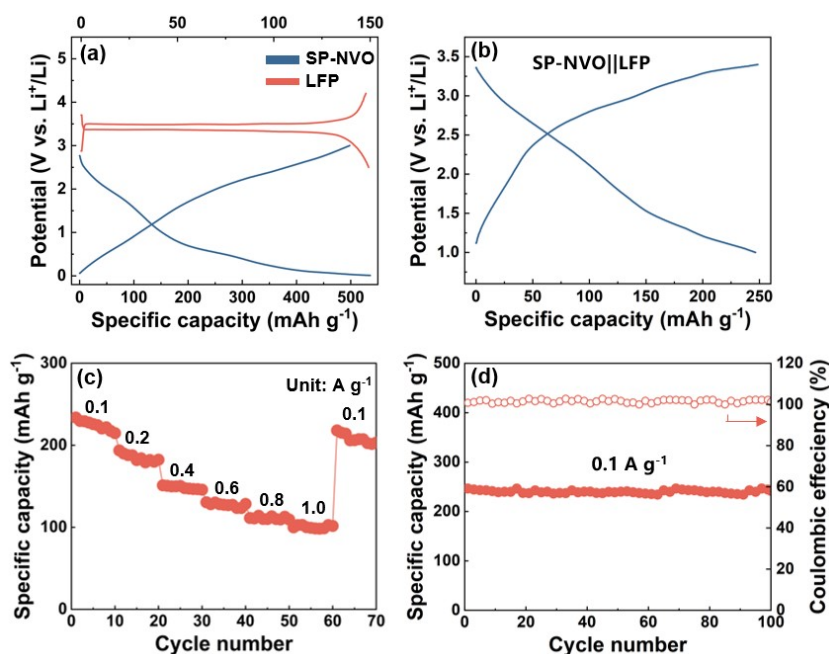 0 50 100 150
(a)
SP-NVO
LFP
Potential (V vs. Li⁺/Li)
5
4
3
2
1
0
0 100 200 300 400 500
Specific capacity (mAh g⁻¹)
(b)
SP-NVO||LFP
Potential (V vs. Li⁺/Li)
3.5
3.0
2.5
2.0
1.5
1.0
0 50 100 150 200 250
Specific capacity (mAh g⁻¹)
(c)
Unit: A g⁻¹
0.1
0.2
0.4
0.6
0.8
1.0
0.1
Specific capacity (mAh g⁻¹)
300
200
100
0
0 10 20 30 40 50 60 70
Cycle number
(d)
0.1 A g⁻¹
Specific capacity (mAh g⁻¹)
500
400
300
200
100
0
0 20 40 60 80 100
Cycle number
120
100
80
60
40
20
0
Coulombic effeciency (%)